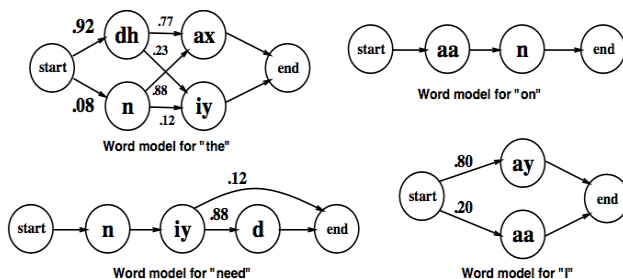 .92 dh .77 ax
start .23 end
.08 n .88 iy
.12
Word model for "the"
start aa n end
Word model for "on"
.12
start n iy .88 d end
Word model for "need"
.80 ay
start end
.20 aa
Word model for "I"